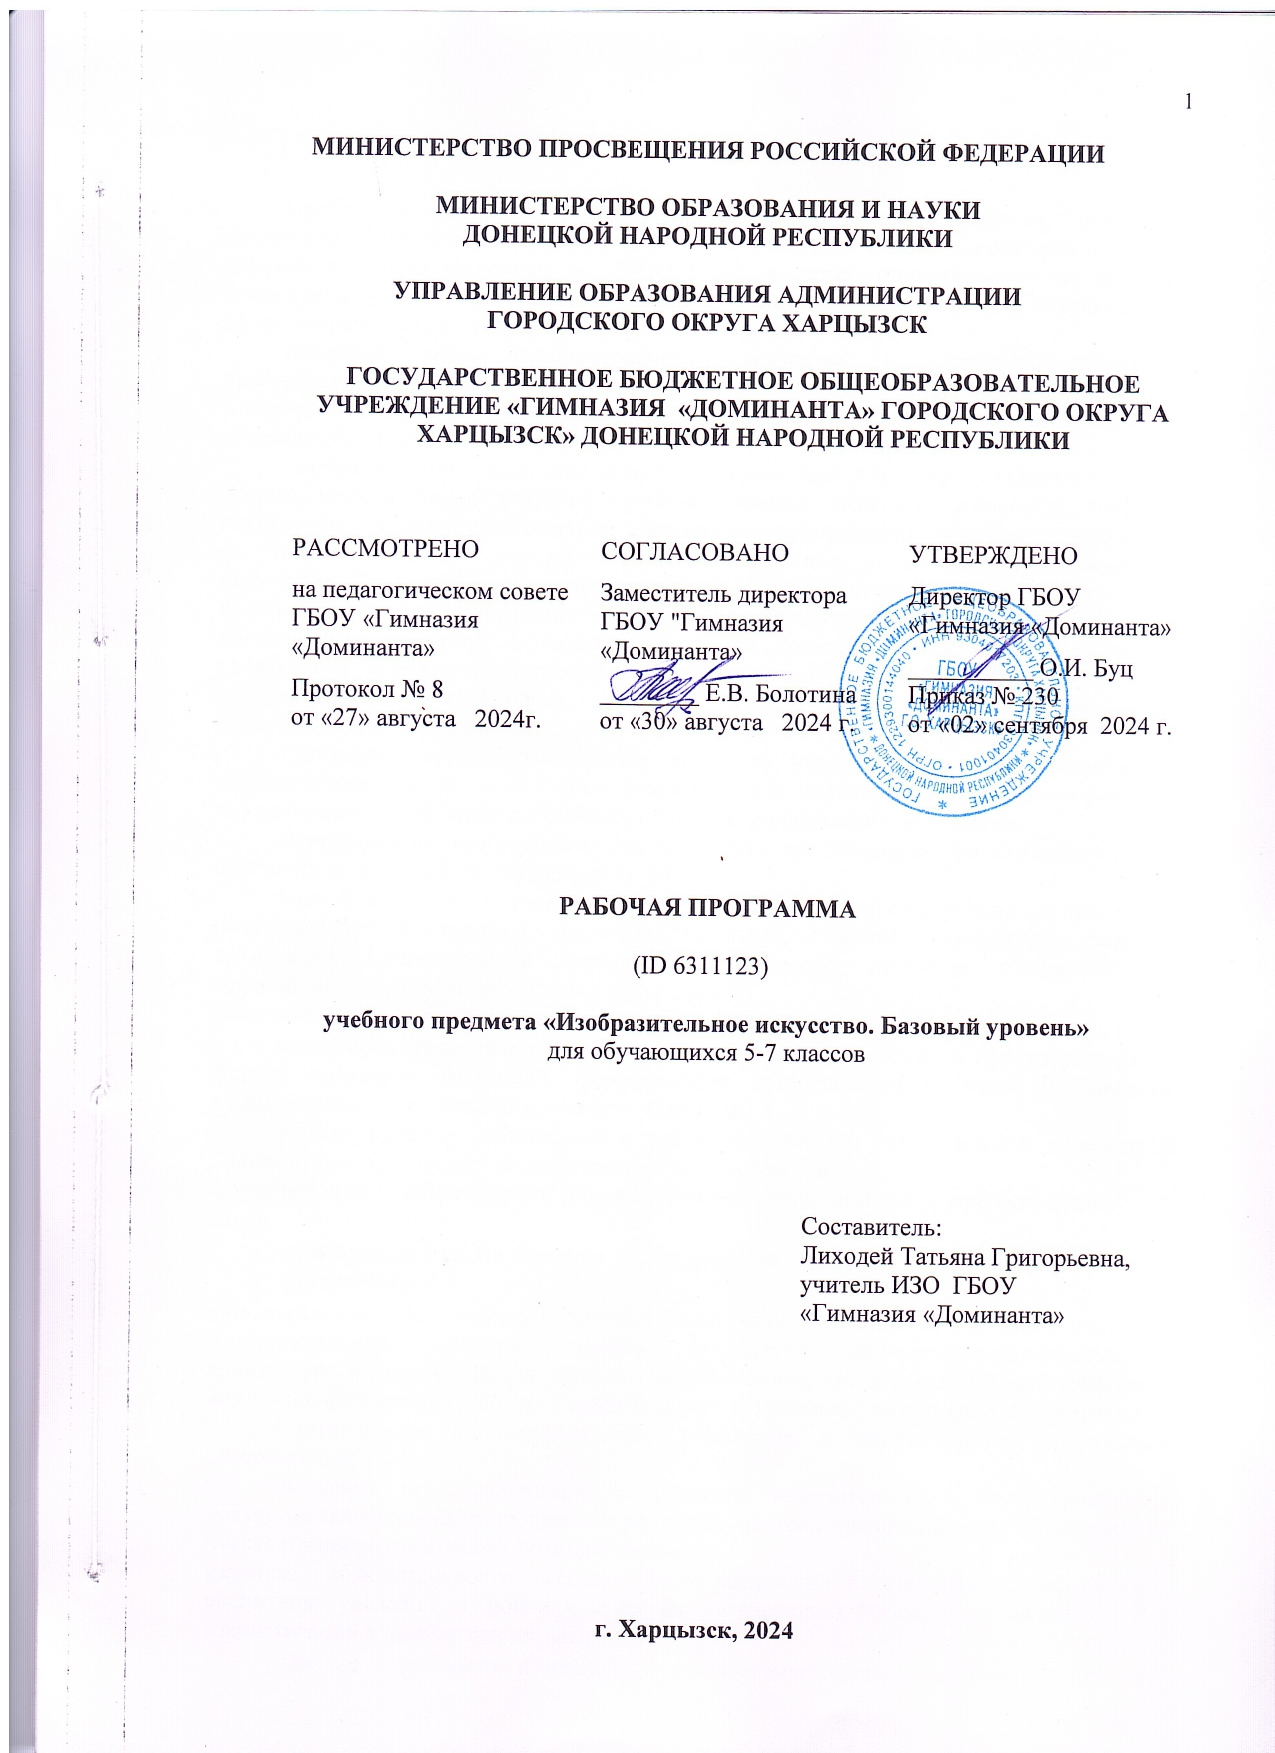 1
МИНИСТЕРСТВО ПРОСВЕЩЕНИЯ РОССИЙСКОЙ ФЕДЕРАЦИИ
МИНИСТЕРСТВО ОБРАЗОВАНИЯ И НАУКИ
ДОНЕЦКОЙ НАРОДНОЙ РЕСПУБЛИКИ
УПРАВЛЕНИЕ ОБРАЗОВАНИЯ АДМИНИСТРАЦИИ
ГОРОДСКОГО ОКРУГА ХАРЦЫЗСК
ГОСУДАРСТВЕННОЕ БЮДЖЕТНОЕ ОБЩЕОБРАЗОВАТЕЛЬНОЕ
УЧРЕЖДЕНИЕ «ГИМНАЗИЯ «ДОМИНАНТА» ГОРОДСКОГО ОКРУГА
ХАРЦЫЗСК» ДОНЕЦКОЙ НАРОДНОЙ РЕСПУБЛИКИ
РАССМОТРЕНО
на педагогическом совете
ГБОУ «Гимназия
«Доминанта»
Протокол № 8
от «27» августа 2024г.
СОГЛАСОВАНО
Заместитель директора
ГБОУ "Гимназия
«Доминанта»
Е.В. Болотина
от «30» августа 2024 г.
УТВЕРЖДЕНО
Директор ГБОУ
«Гимназия «Доминанта»
О.И. Буц
Приказ № 230
от «02» сентября 2024 г.
ГБОУ
«ГИМНАЗИЯ
«ДОМИНАНТА»
РАБОЧАЯ ПРОГРАММА
(ID 6311123)
учебного предмета «Изобразительное искусство. Базовый уровень»
для обучающихся 5-7 классов
Составитель:
Лиходей Татьяна Григорьевна,
учитель ИЗО ГБОУ
«Гимназия «Доминанта»
г. Харцызск, 2024